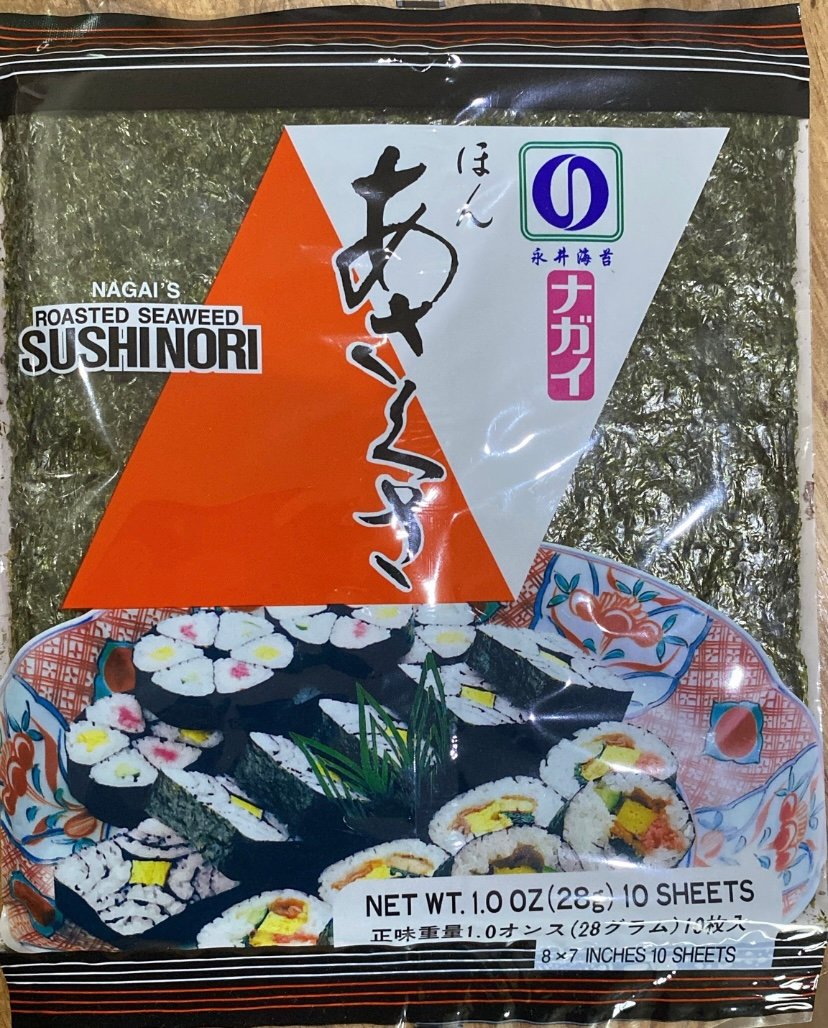 ほん
あさくさ
永井海苔
ナガイ
NAGAI'S
ROASTED SEAWEED
SUSHI NORI
NET WT. 1.0 OZ (28g) 10 SHEETS
正味重量1.0オンス(28グラム)10枚入
8×7 INCHES 10 SHEETS